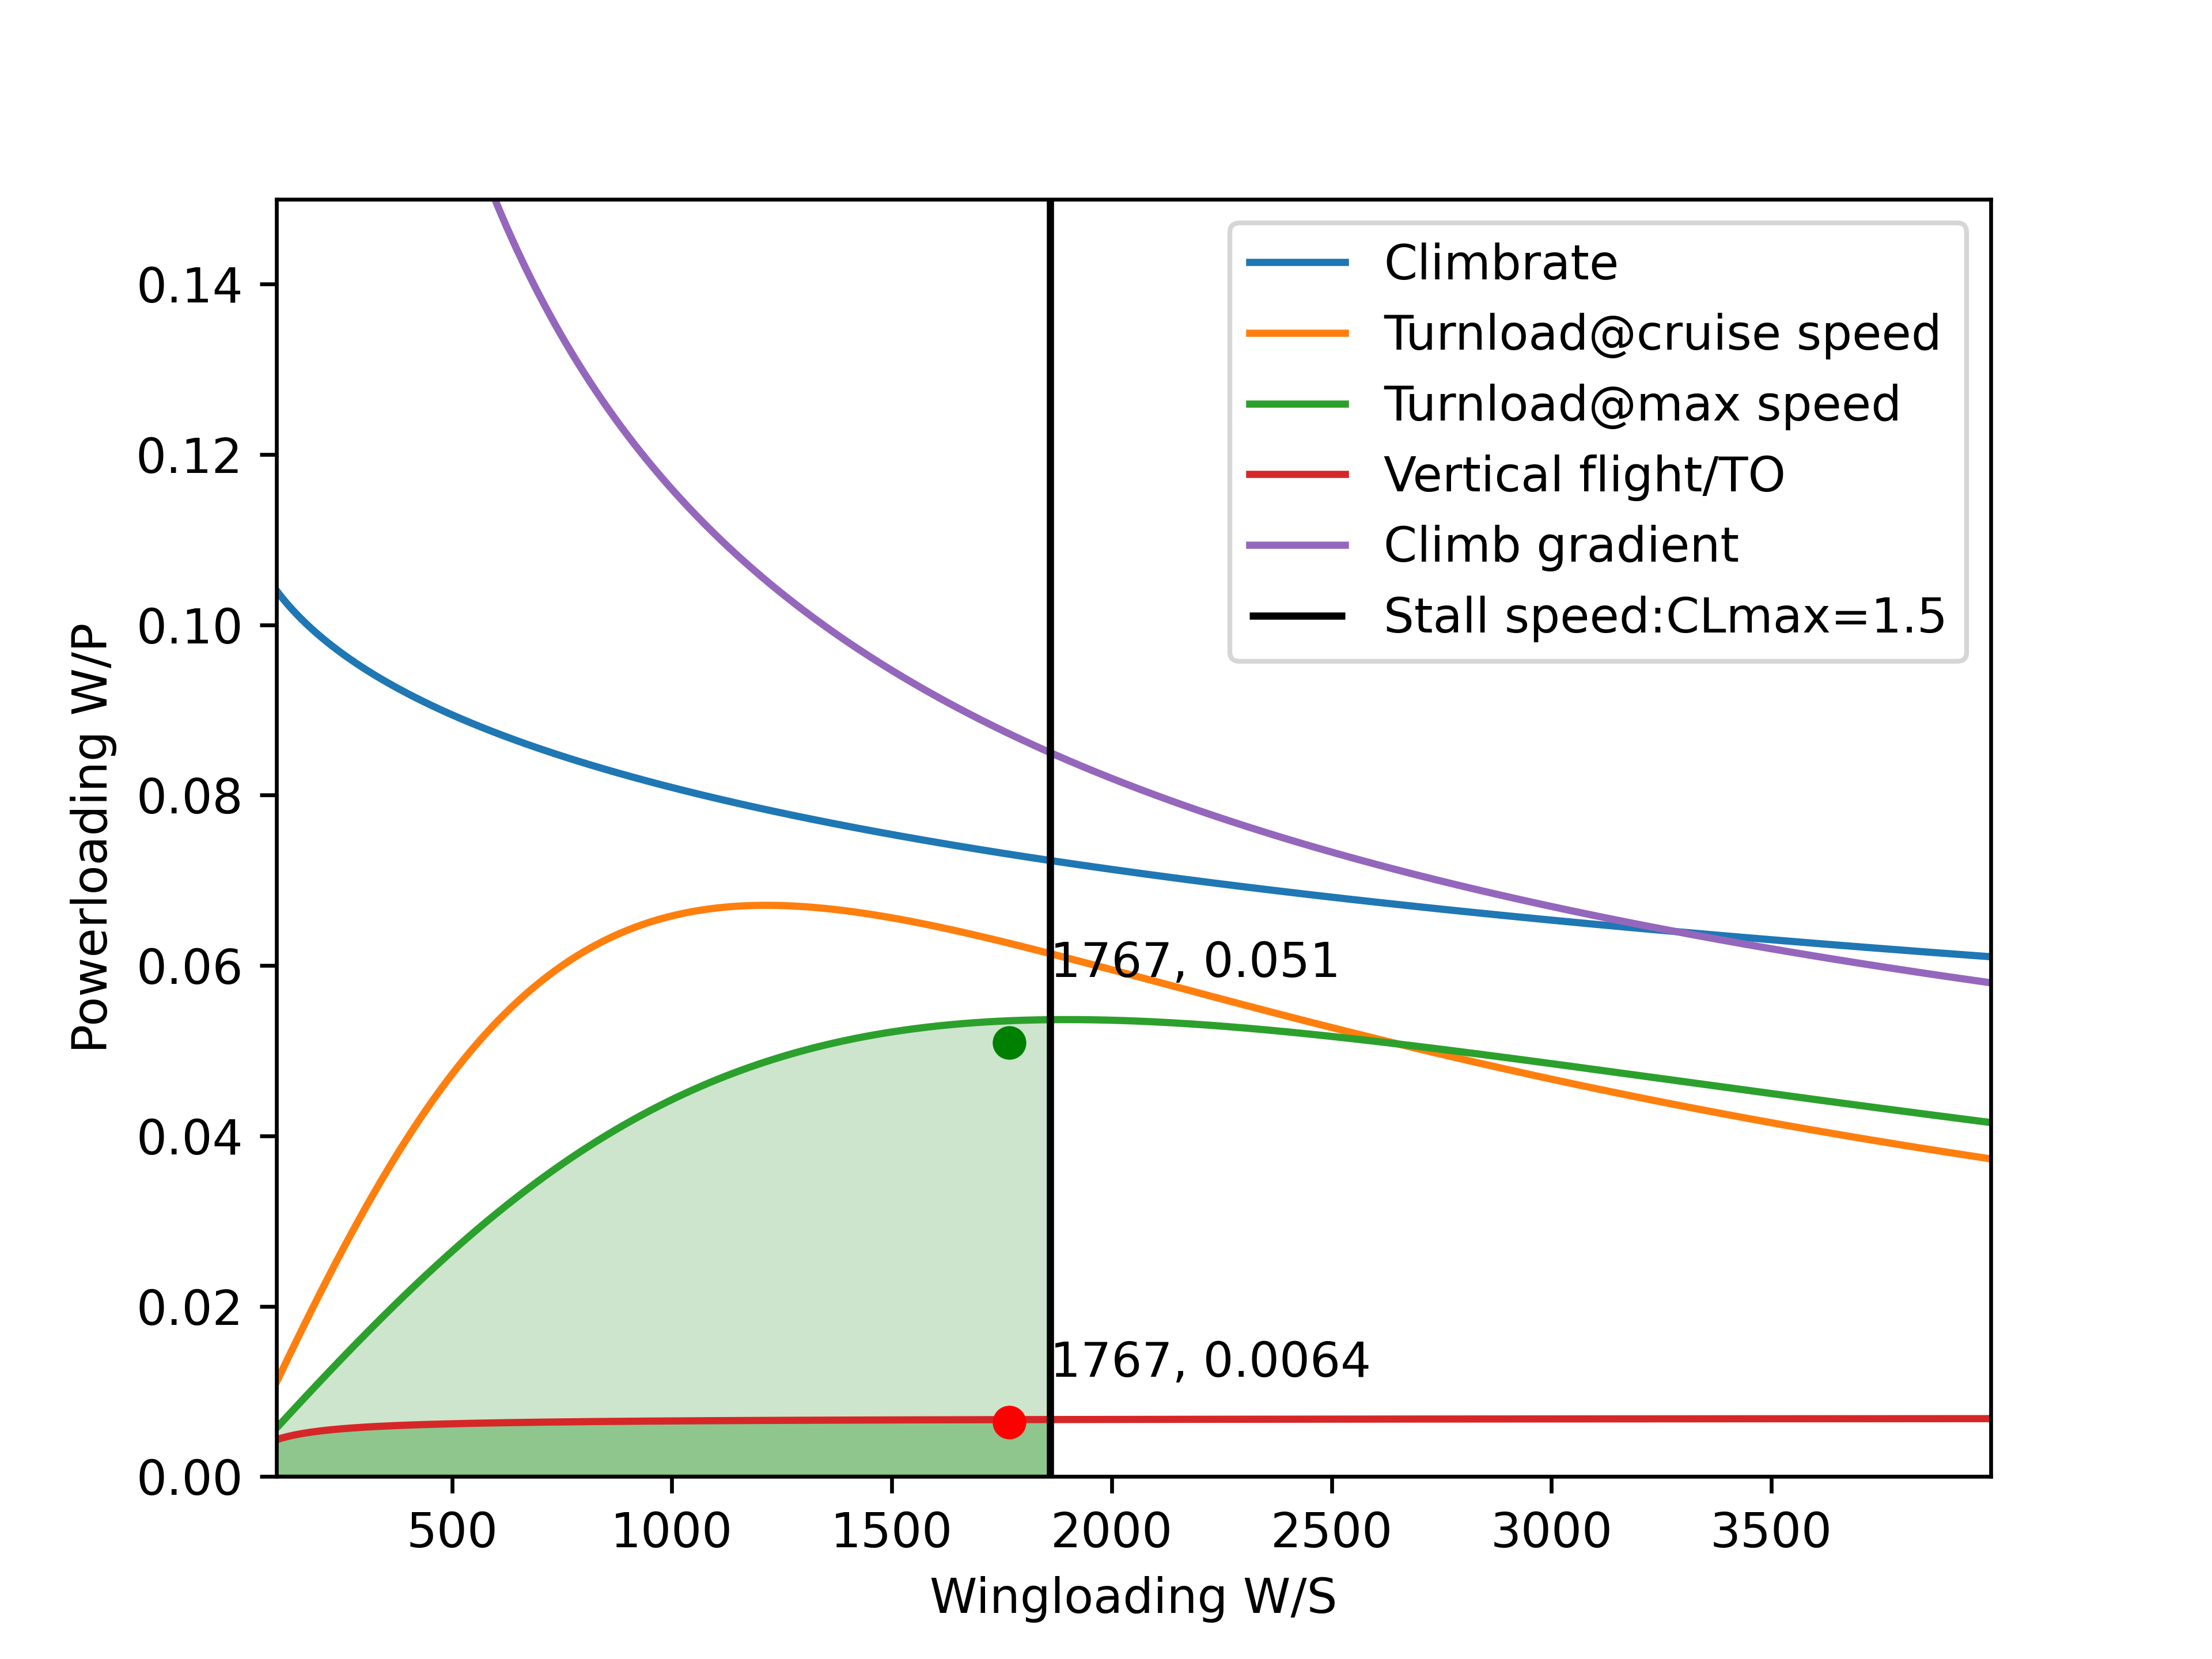 Climbrate
Turnload@cruise speed
Turnload@max speed
Vertical flight/TO
Climb gradient
Stall speed:CLmax=1.5
0.14
0.12
0.10
0.08
0.06
0.04
0.02
0.00
Powerloading W/P
1767, 0.051
1767, 0.0064
500 1000 1500 2000 2500 3000 3500
Wingloading W/S